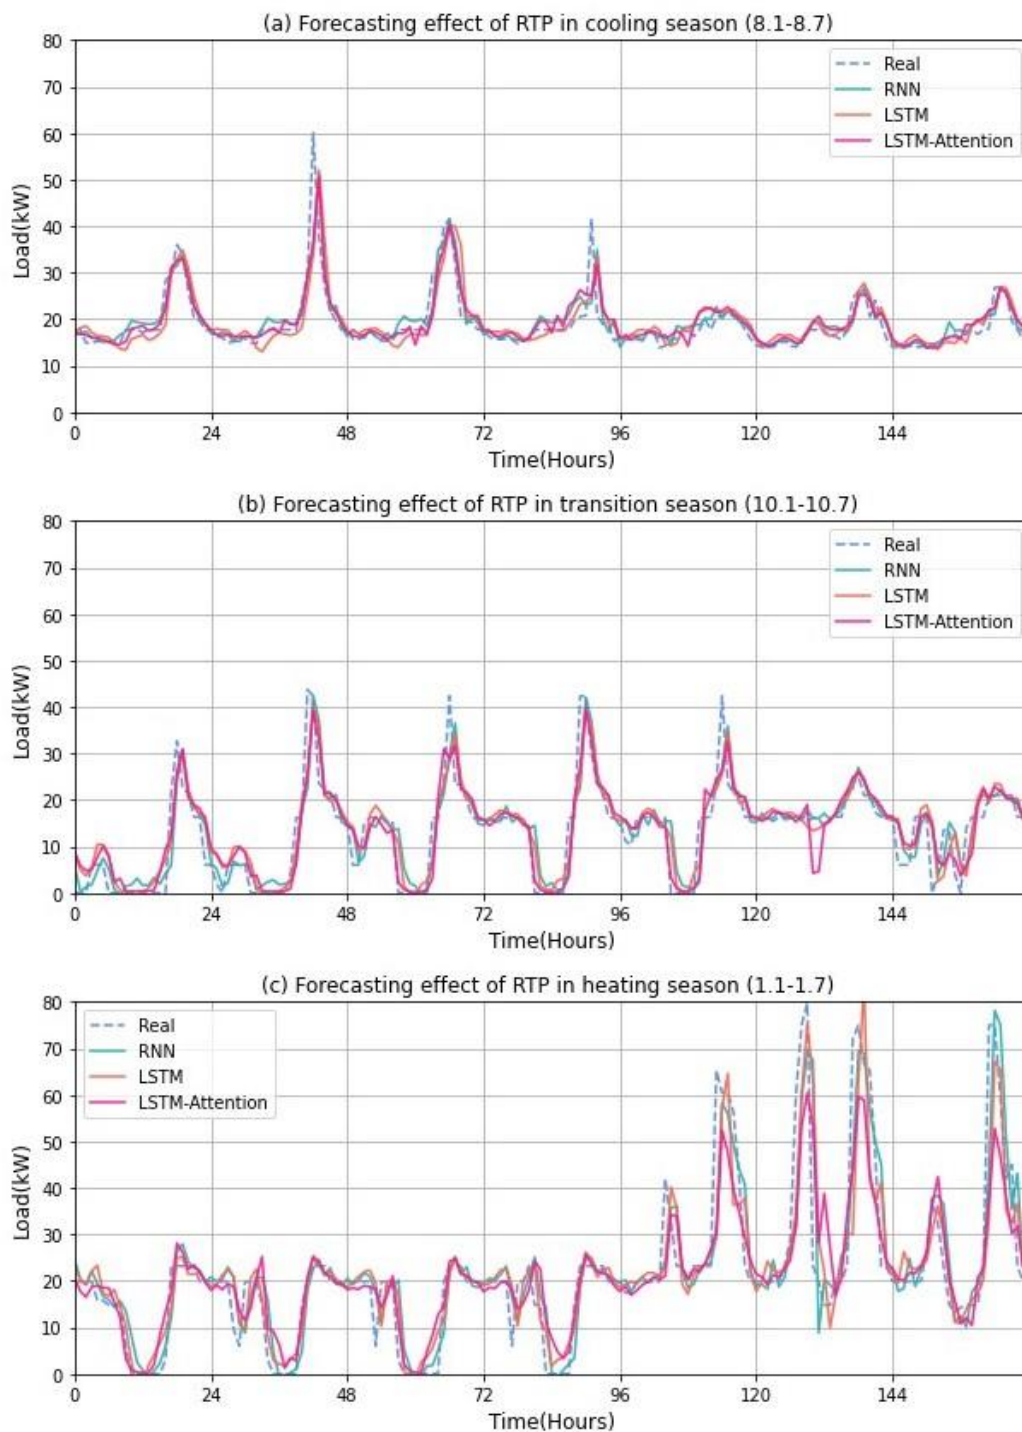 (a) Forecasting effect of RTP in cooling season (8.1-8.7)
80
70
60
50
40
30
20
10
0
Load(kW)
Real
RNN
LSTM
LSTM-Attention
0 24 48 72 96 120 144
Time(Hours)
(b) Forecasting effect of RTP in transition season (10.1-10.7)
80
70
60
50
40
30
20
10
0
Load(kW)
Real
RNN
LSTM
LSTM-Attention
0 24 48 72 96 120 144
Time(Hours)
(c) Forecasting effect of RTP in heating season (1.1-1.7)
80
70
60
50
40
30
20
10
0
Load(kW)
Real
RNN
LSTM
LSTM-Attention
0 24 48 72 96 120 144
Time(Hours)